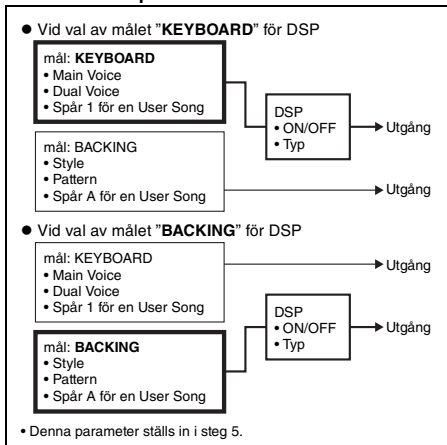 ● Vid val av målet ”KEYBOARD” för DSP
mål: KEYBOARD
• Main Voice
• Dual Voice
• Spår 1 för en User Song
DSP
• ON/OFF
• Typ
Utgång
mål: BACKING
• Style
• Pattern
• Spår A för en User Song
Utgång
● Vid val av målet ”BACKING” för DSP
mål: KEYBOARD
• Main Voice
• Dual Voice
• Spår 1 för en User Song
Utgång
DSP
• ON/OFF
• Typ
Utgång
mål: BACKING
• Style
• Pattern
• Spår A för en User Song
• Denna parameter ställs in i steg 5.